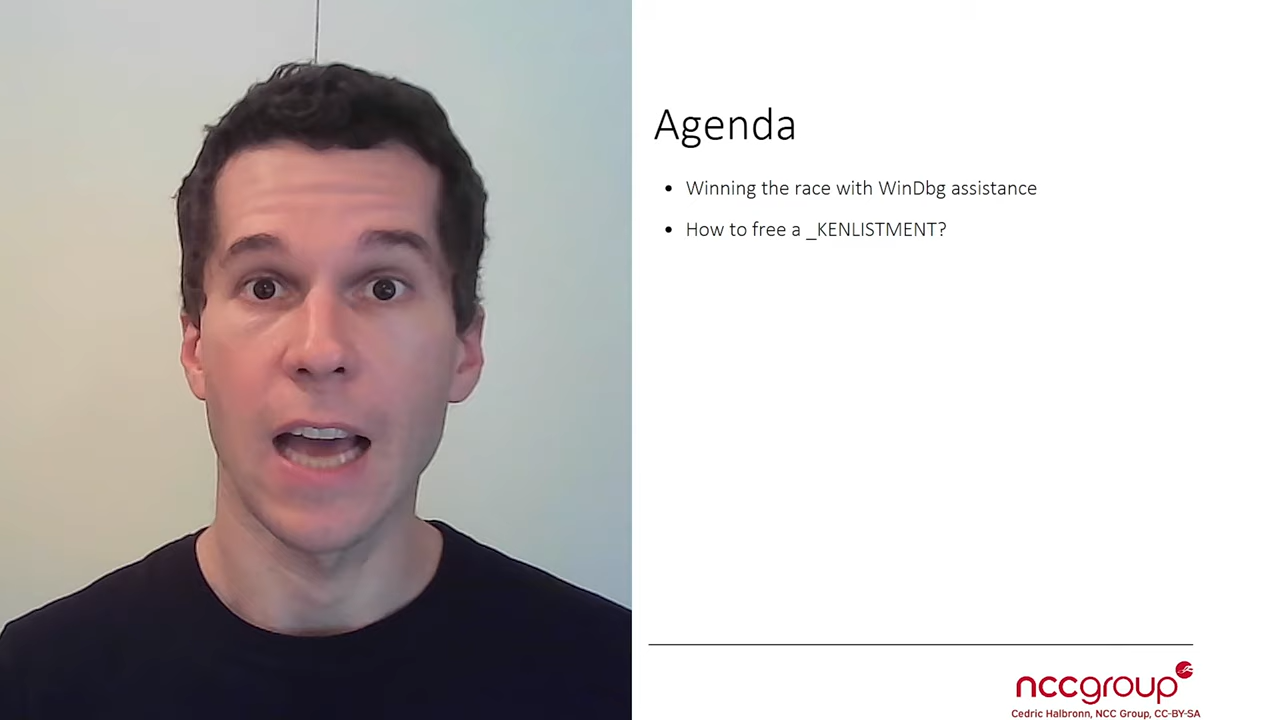 Agenda
• Winning the race with WinDbg assistance
• How to free a _KENLISTMENT?
nccgroup
Cedric Halbronn, NCC Group, CC-BY-SA